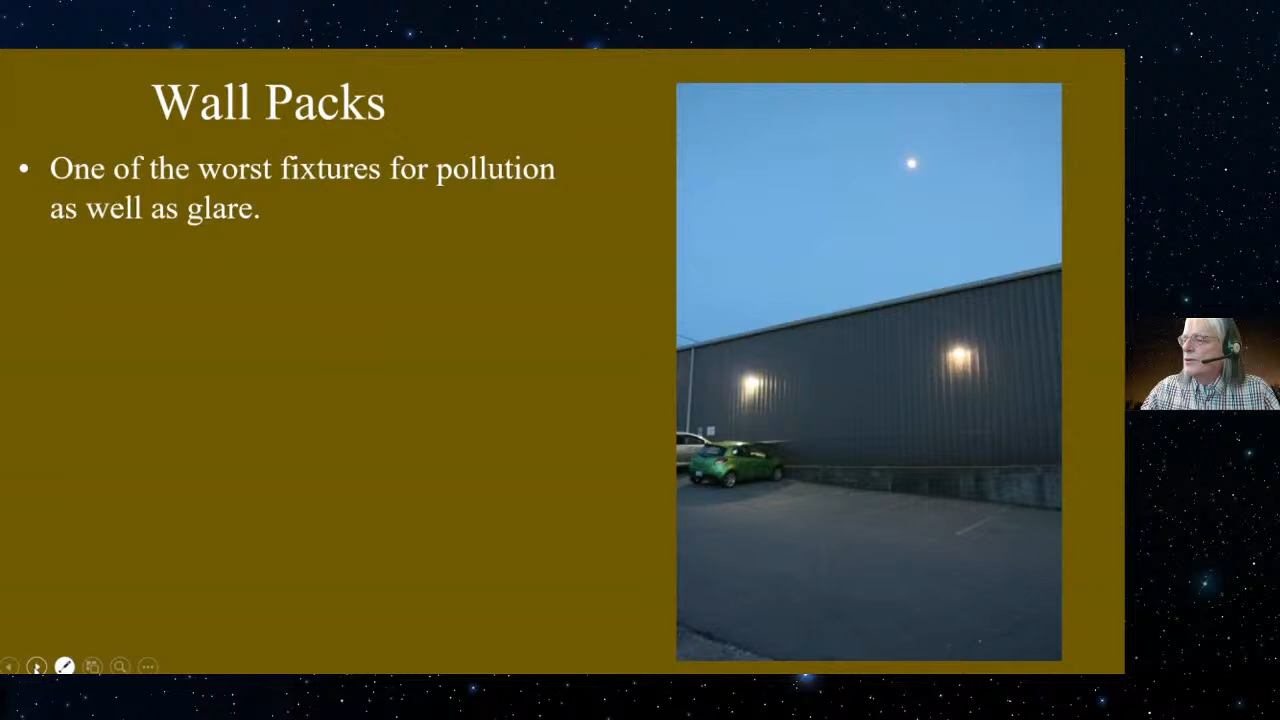 Wall Packs
• One of the worst fixtures for pollution
as well as glare.